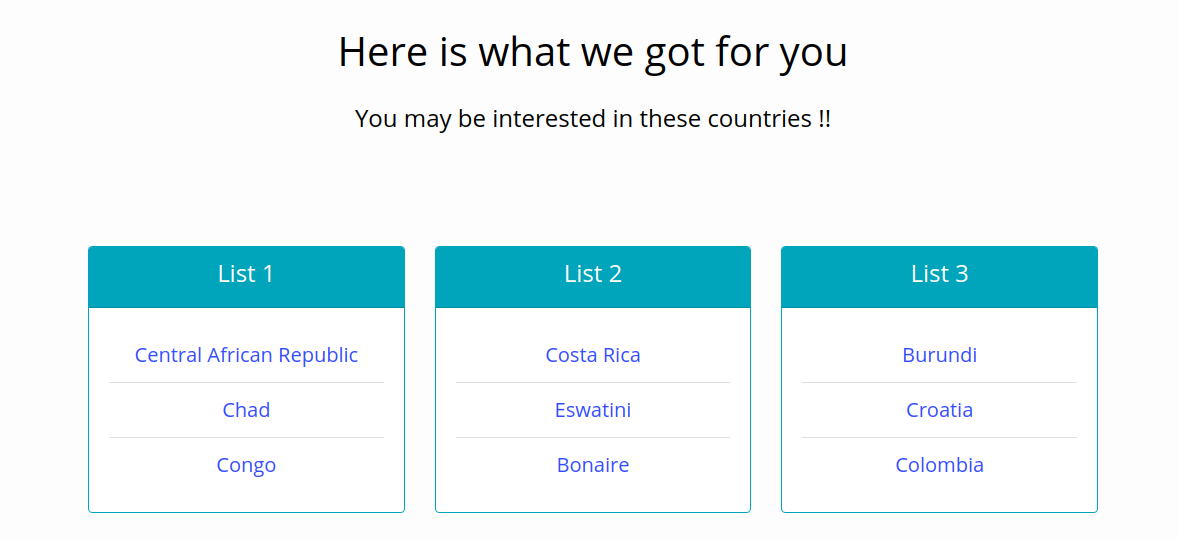 Here is what we got for you
You may be interested in these countries !!
List 1
Central African Republic
Chad
Congo
List 2
Costa Rica
Eswatini
Bonaire
List 3
Burundi
Croatia
Colombia